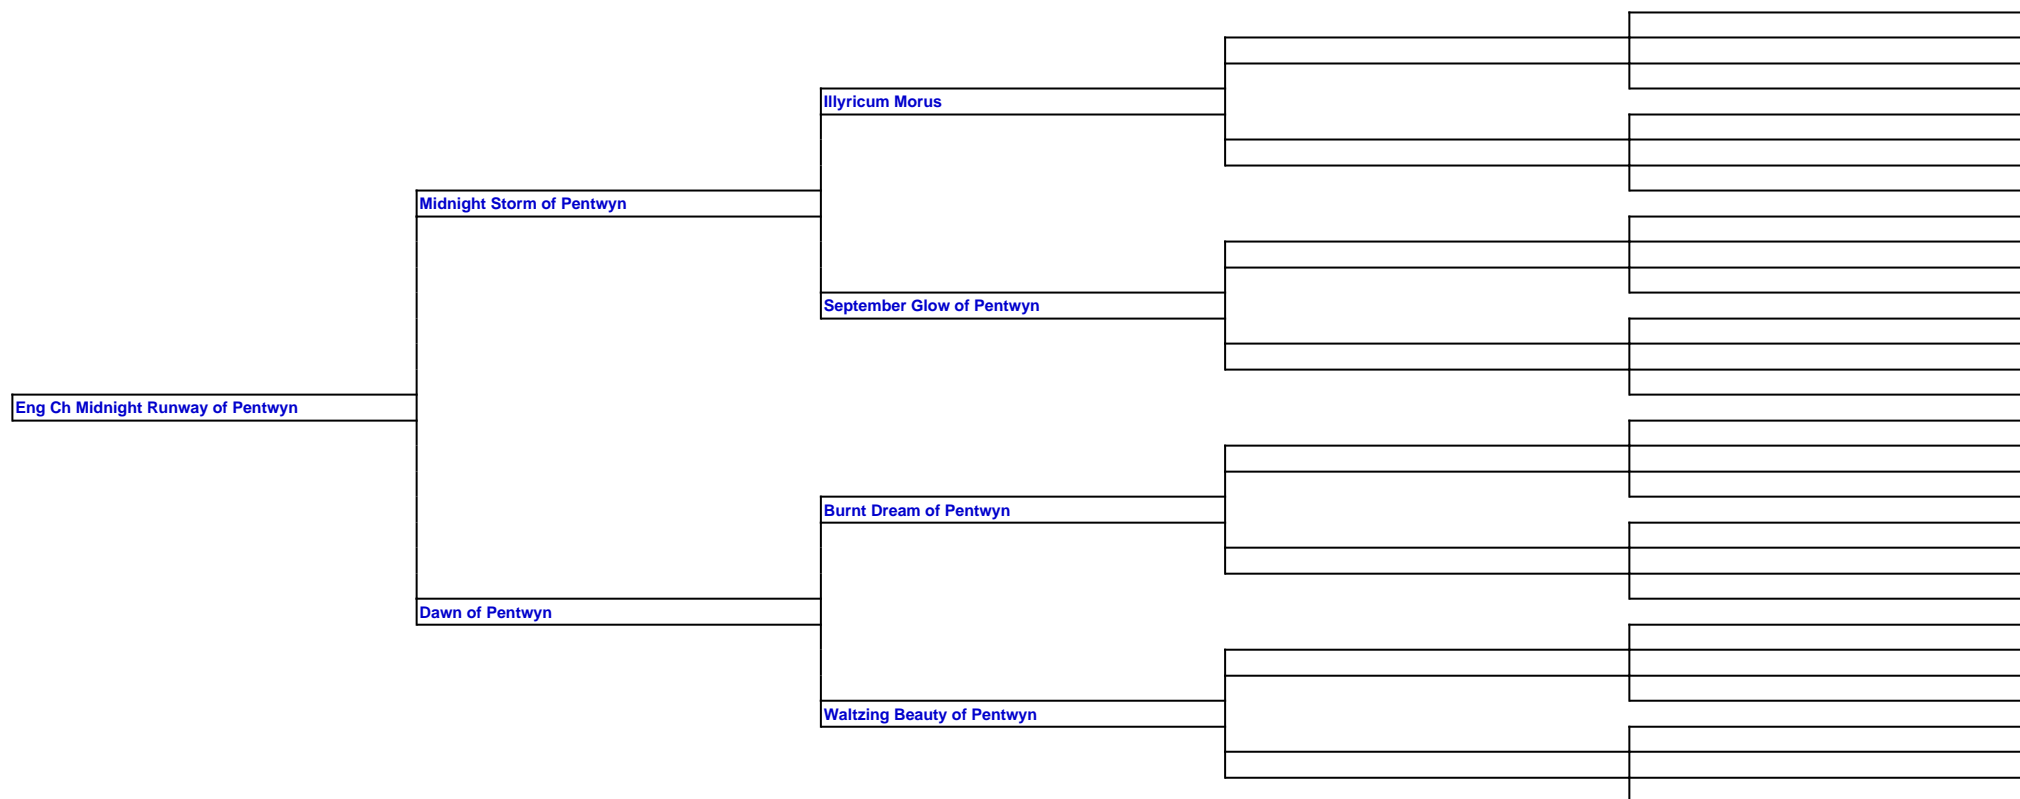 Illyricum Morus
Midnight Storm of Pentwyn
September Glow of Pentwyn
Eng Ch Midnight Runway of Pentwyn
Burnt Dream of Pentwyn
Dawn of Pentwyn
Waltzing Beauty of Pentwyn